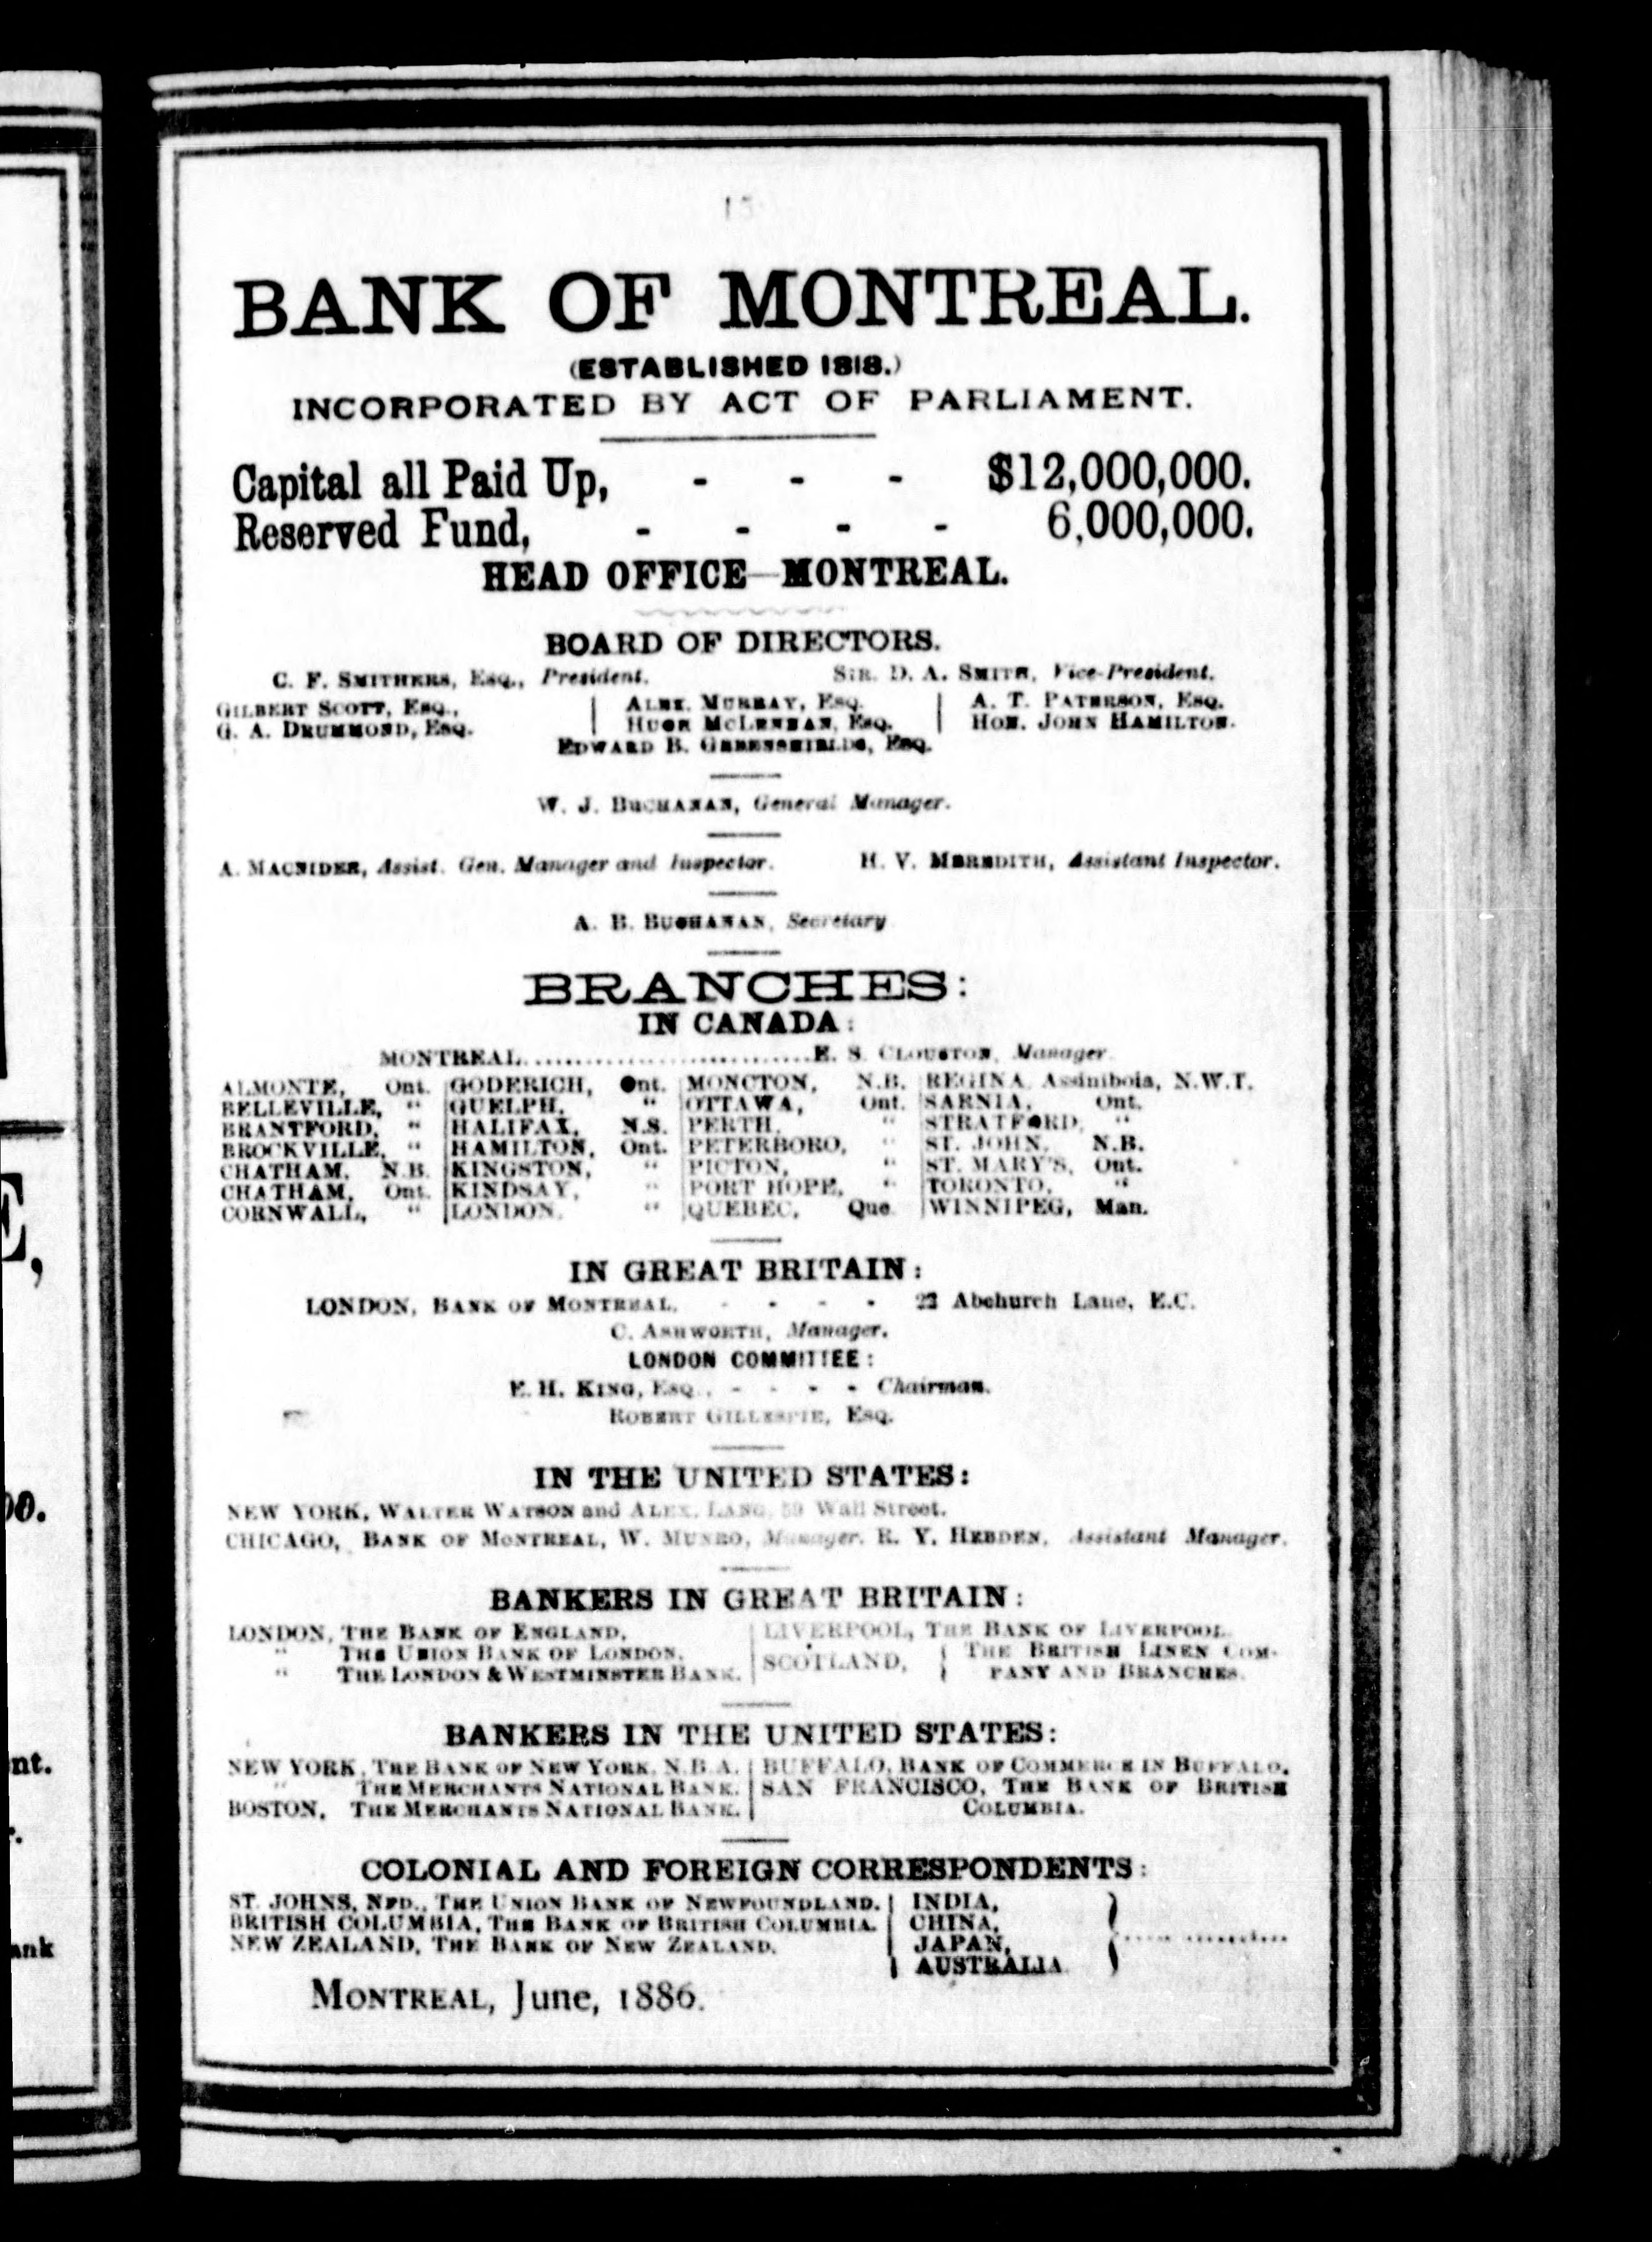 15
BANK OF MONTREAL.
(ESTABLISHED 1818.)
INCORPORATED BY ACT OF PARLIAMENT.
Capital all Paid Up, - - - $12,000,000.
Reserved Fund, - - - - 6,000,000.
HEAD OFFICE—MONTREAL.
BOARD OF DIRECTORS.
C. F. SMITHERS, ESQ., President. SIR. D. A. SMITH, Vice-President.
GILBERT SCOTT, ESQ., ALEX. MURRAY, ESQ. A. T. PATERSON, ESQ.
G. A. DRUMMOND, ESQ. HUGH MCLENNAN, ESQ. HON. JOHN HAMILTON.
EDWARD B. GREENSHIELDS, ESQ.
W. J. BUCHANAN, General Manager.
A. MACNIDER, Assist. Gen. Manager and Inspector. H. V. MEREDITH, Assistant Inspector.
A. B. BUCHANAN, Secretary
BRANCHES:
IN CANADA:
MONTREAL..............................E. S. CLOUSTON, Manager
ALMONTE, Ont. GODERICH, Ont. MONCTON, N.B. REGINA Assiniboia, N.W.T.
BELLEVILLE, " GUELPH, " OTTAWA, Ont. SARNIA, Ont.
BRANTFORD, " HALIFAX, N.S. PERTH, " STRATFORD, "
BROCKVILLE, " HAMILTON, Ont. PETERBORO, " ST. JOHN, N.B.
CHATHAM, N.B. KINGSTON, " PICTON, " ST. MARY'S, Ont.
CHATHAM, Ont. KINDSAY, " PORT HOPE, " TORONTO, "
CORNWALL, " LONDON, " QUEBEC, Que. WINNIPEG, Man.
IN GREAT BRITAIN:
LONDON, BANK OF MONTREAL, - - - - 22 Abchurch Lane, E.C.
C. ASHWORTH, Manager.
LONDON COMMITTEE:
E. H. KING, ESQ., - - - - Chairman.
ROBERT GILLESPIE, ESQ.
IN THE UNITED STATES:
NEW YORK, WALTER WATSON and ALEX. LANG, 59 Wall Street.
CHICAGO, BANK OF MONTREAL, W. MUNRO, Manager. R. Y. HEBDEN, Assistant Manager.
BANKERS IN GREAT BRITAIN:
LONDON, THE BANK OF ENGLAND, LIVERPOOL, THE BANK OF LIVERPOOL
" THE UNION BANK OF LONDON. SCOTLAND, THE BRITISH LINEN COM-
" THE LONDON & WESTMINSTER BANK. PANY AND BRANCHES.
BANKERS IN THE UNITED STATES:
NEW YORK, THE BANK OF NEW YORK, N.B.A. BUFFALO, BANK OF COMMERCE IN BUFFALO.
" THE MERCHANTS NATIONAL BANK. SAN FRANCISCO, THE BANK OF BRITISH
BOSTON, THE MERCHANTS NATIONAL BANK. COLUMBIA.
COLONIAL AND FOREIGN CORRESPONDENTS:
ST. JOHNS, NFD., THE UNION BANK OF NEWFOUNDLAND. INDIA,
BRITISH COLUMBIA, THE BANK OF BRITISH COLUMBIA. CHINA,
NEW ZEALAND, THE BANK OF NEW ZEALAND. JAPAN, ................
AUSTRALIA
MONTREAL, June, 1886.